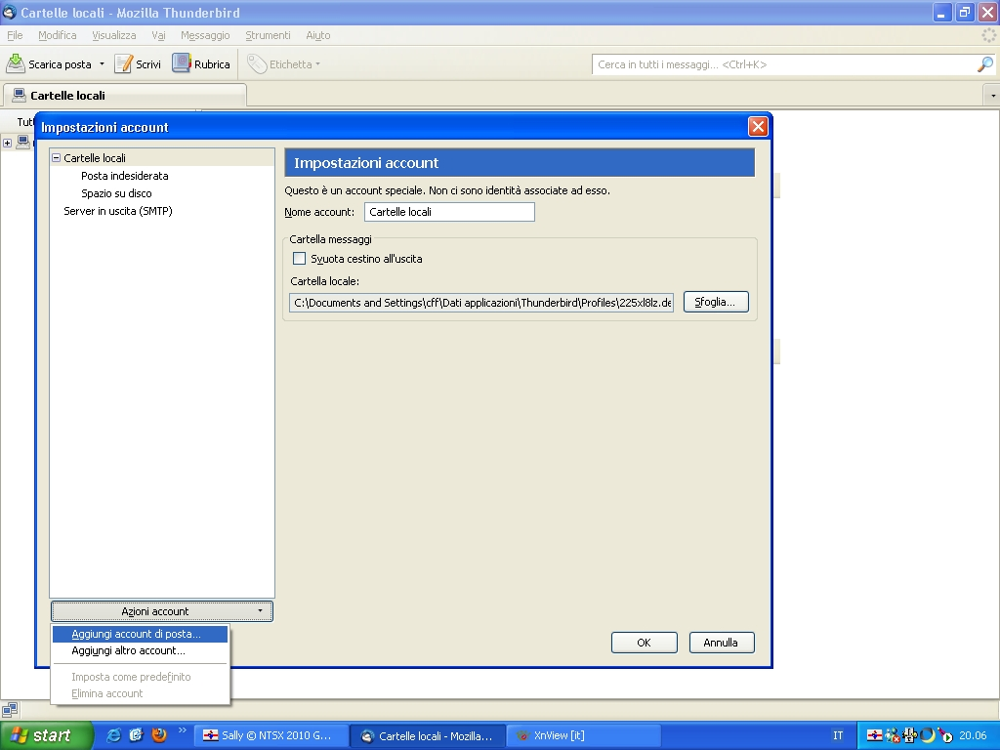 Cartelle locali - Mozilla Thunderbird
File Modifica Visualizza Vai Messaggio Strumenti Aiuto
Scarica posta Scrivi Rubrica Etichetta Cerca in tutti i messaggi... <Ctrl+K>
Cartelle locali
Tut
Impostazioni account
Cartelle locali
Posta indesiderata
Spazio su disco
Server in uscita (SMTP)
Impostazioni account
Questo è un account speciale. Non ci sono identità associate ad esso.
Nome account: Cartelle locali
Cartella messaggi
Svuota cestino all'uscita
Cartella locale:
C:\Documents and Settings\cff\Dati applicazioni\Thunderbird\Profiles\225xl8lz.de Sfoglia...
Azioni account
Aggiungi account di posta...
Aggiungi altro account...
Imposta come predefinito
Elimina account
OK Annulla
start Sally © NTSX 2010 G... Cartelle locali - Mozilla... XnView [it] IT 20.06